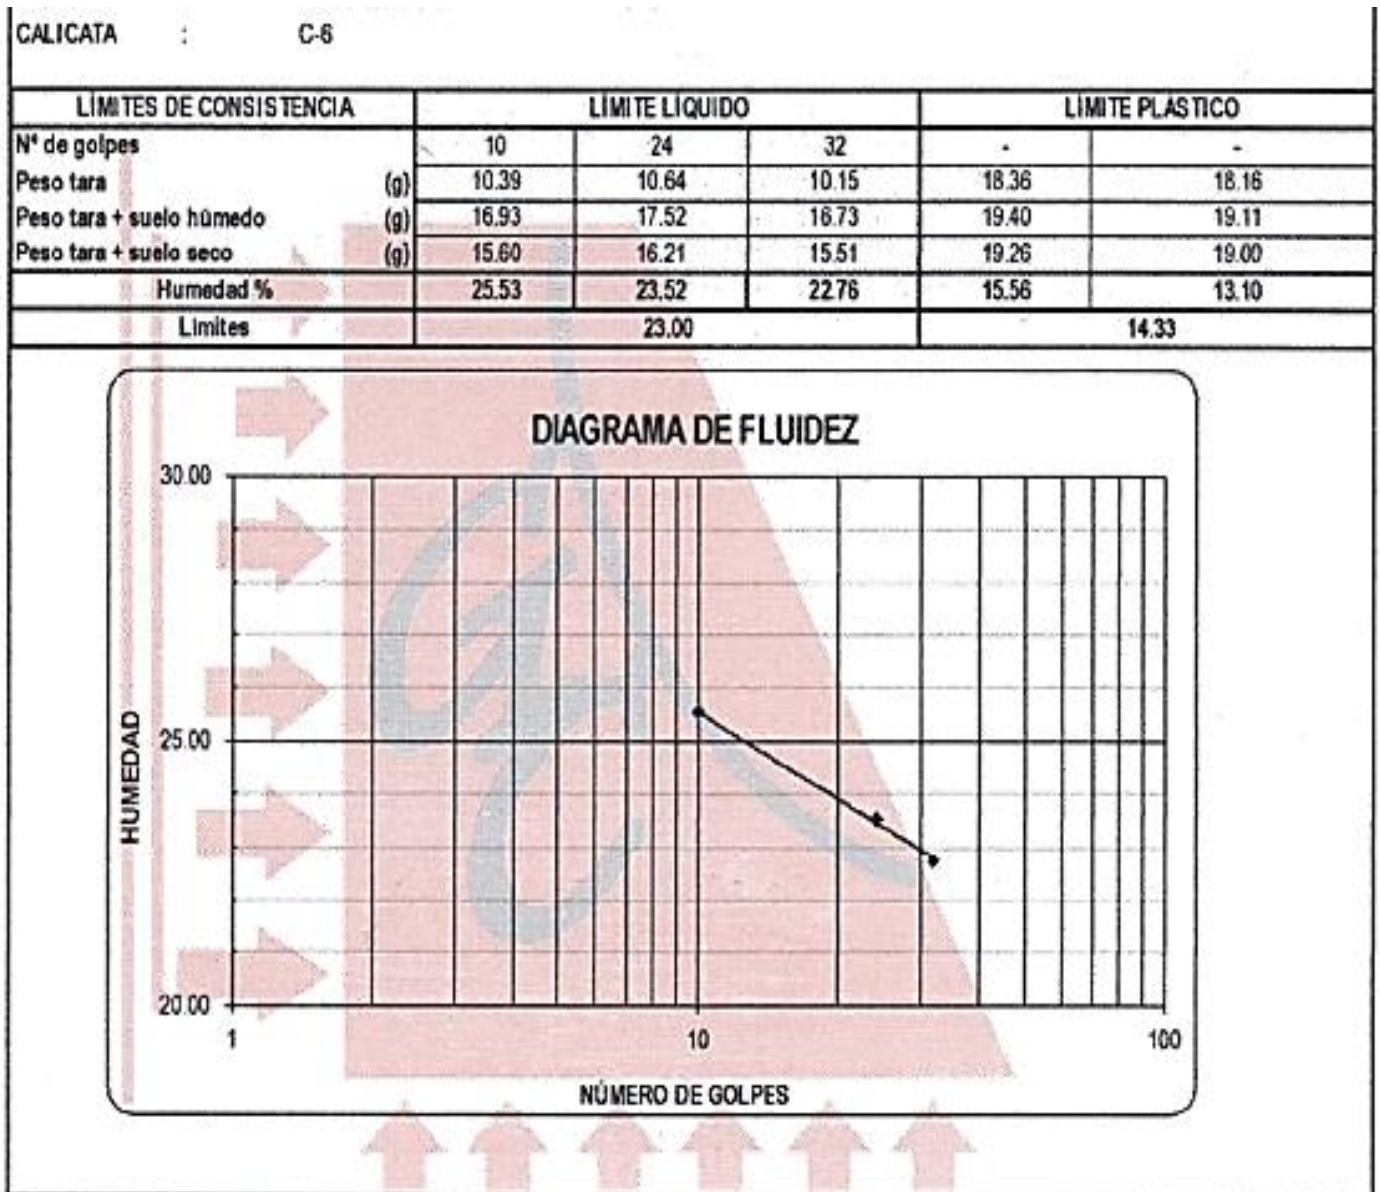 CALICATA : C-6
LÍMITES DE CONSISTENCIA LÍMITE LÍQUIDO LÍMITE PLÁSTICO
Nº de golpes 10 24 32 - -
Peso tara (g) 10.39 10.64 10.15 18.36 18.16
Peso tara + suelo húmedo (g) 16.93 17.52 16.73 19.40 19.11
Peso tara + suelo seco (g) 15.60 16.21 15.51 19.26 19.00
Humedad % 25.53 23.52 22.76 15.56 13.10
Limites 23.00 14.33
DIAGRAMA DE FLUIDEZ
30.00
25.00
20.00
HUMEDAD
1 10 100
NÚMERO DE GOLPES